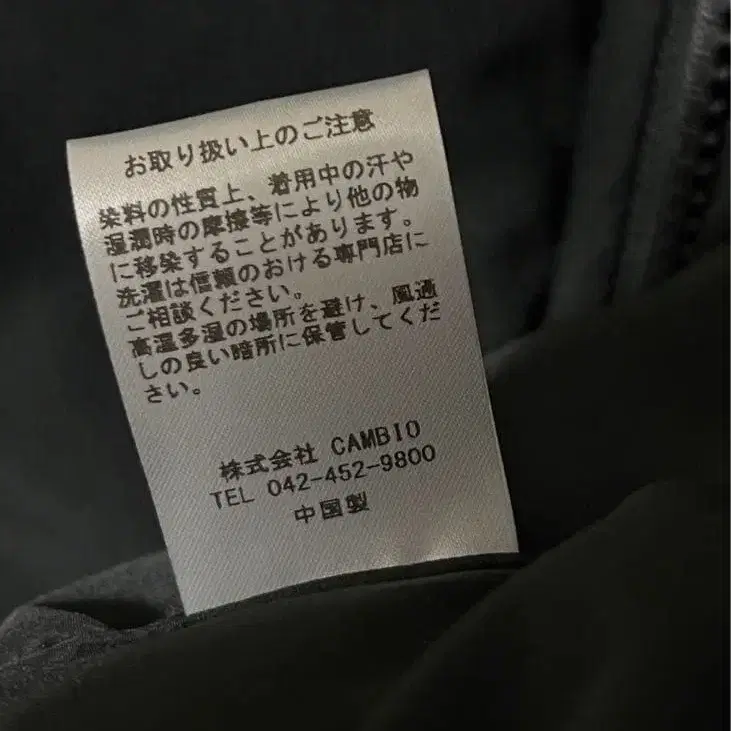 お取り扱い上のご注意
染料の性質上、着用中の汗や
湿潤時の摩擦等により他の物
に移染することがあります。
洗濯は信頼のおける専門店に
ご相談ください。
高温多湿の場所を避け、風通
しの良い暗所に保管してくだ
さい。
株式会社 CAMBIO
TEL 042-452-9800
中国製